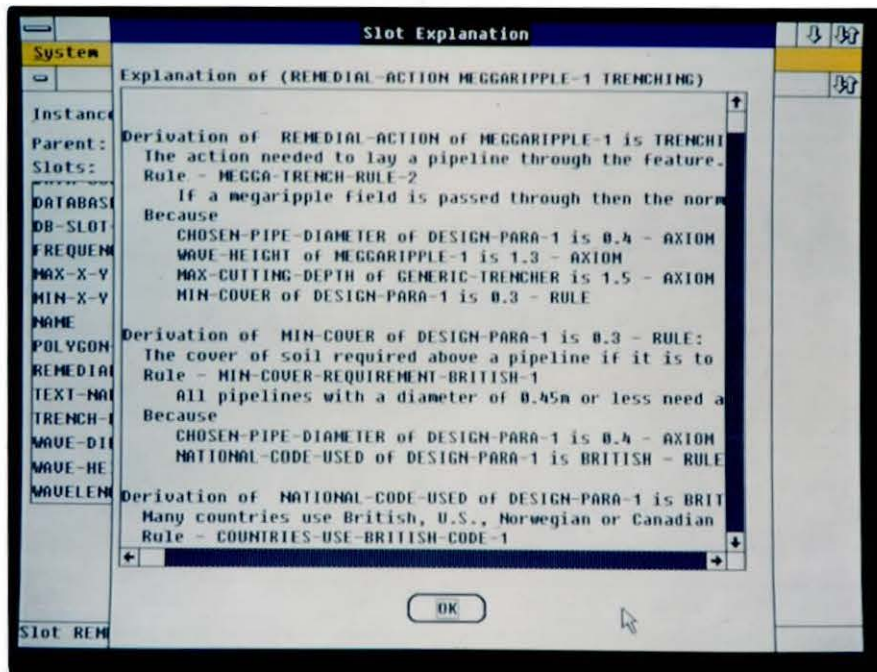 Slot Explanation
System
Explanation of (REMEDIAL-ACTION MEGGARIPPLE-1 TRENCHING)
Instance
Parent:
Slots:
DATABAS
DB-SLOT-
FREQUEN
MAX-X-Y
MIN-X-Y
NAME
POLYGON-
REMEDIA
TEXT-NA
TRENCH-
WAVE-DI
WAVE-HE
WAVELEN
Derivation of REMEDIAL-ACTION of MEGGARIPPLE-1 is TRENCHI
The action needed to lay a pipeline through the feature.
Rule - MEGGA-TRENCH-RULE-2
If a megaripple field is passed through then the norm
Because
CHOSEN-PIPE-DIAMETER of DESIGN-PARA-1 is 0.4 - AXIOM
WAVE-HEIGHT of MEGGARIPPLE-1 is 1.3 - AXIOM
MAX-CUTTING-DEPTH of GENERIC-TRENCHER is 1.5 - AXIOM
MIN-COVER of DESIGN-PARA-1 is 0.3 - RULE
Derivation of MIN-COVER of DESIGN-PARA-1 is 0.3 - RULE:
The cover of soil required above a pipeline if it is to
Rule - MIN-COVER-REQUIREMENT-BRITISH-1
All pipelines with a diameter of 0.45m or less need a
Because
CHOSEN-PIPE-DIAMETER of DESIGN-PARA-1 is 0.4 - AXIOM
NATIONAL-CODE-USED of DESIGN-PARA-1 is BRITISH - RULE
Derivation of NATIONAL-CODE-USED of DESIGN-PARA-1 is BRIT
Many countries use British, U.S., Norwegian or Canadian
Rule - COUNTRIES-USE-BRITISH-CODE-1
OK
Slot REM